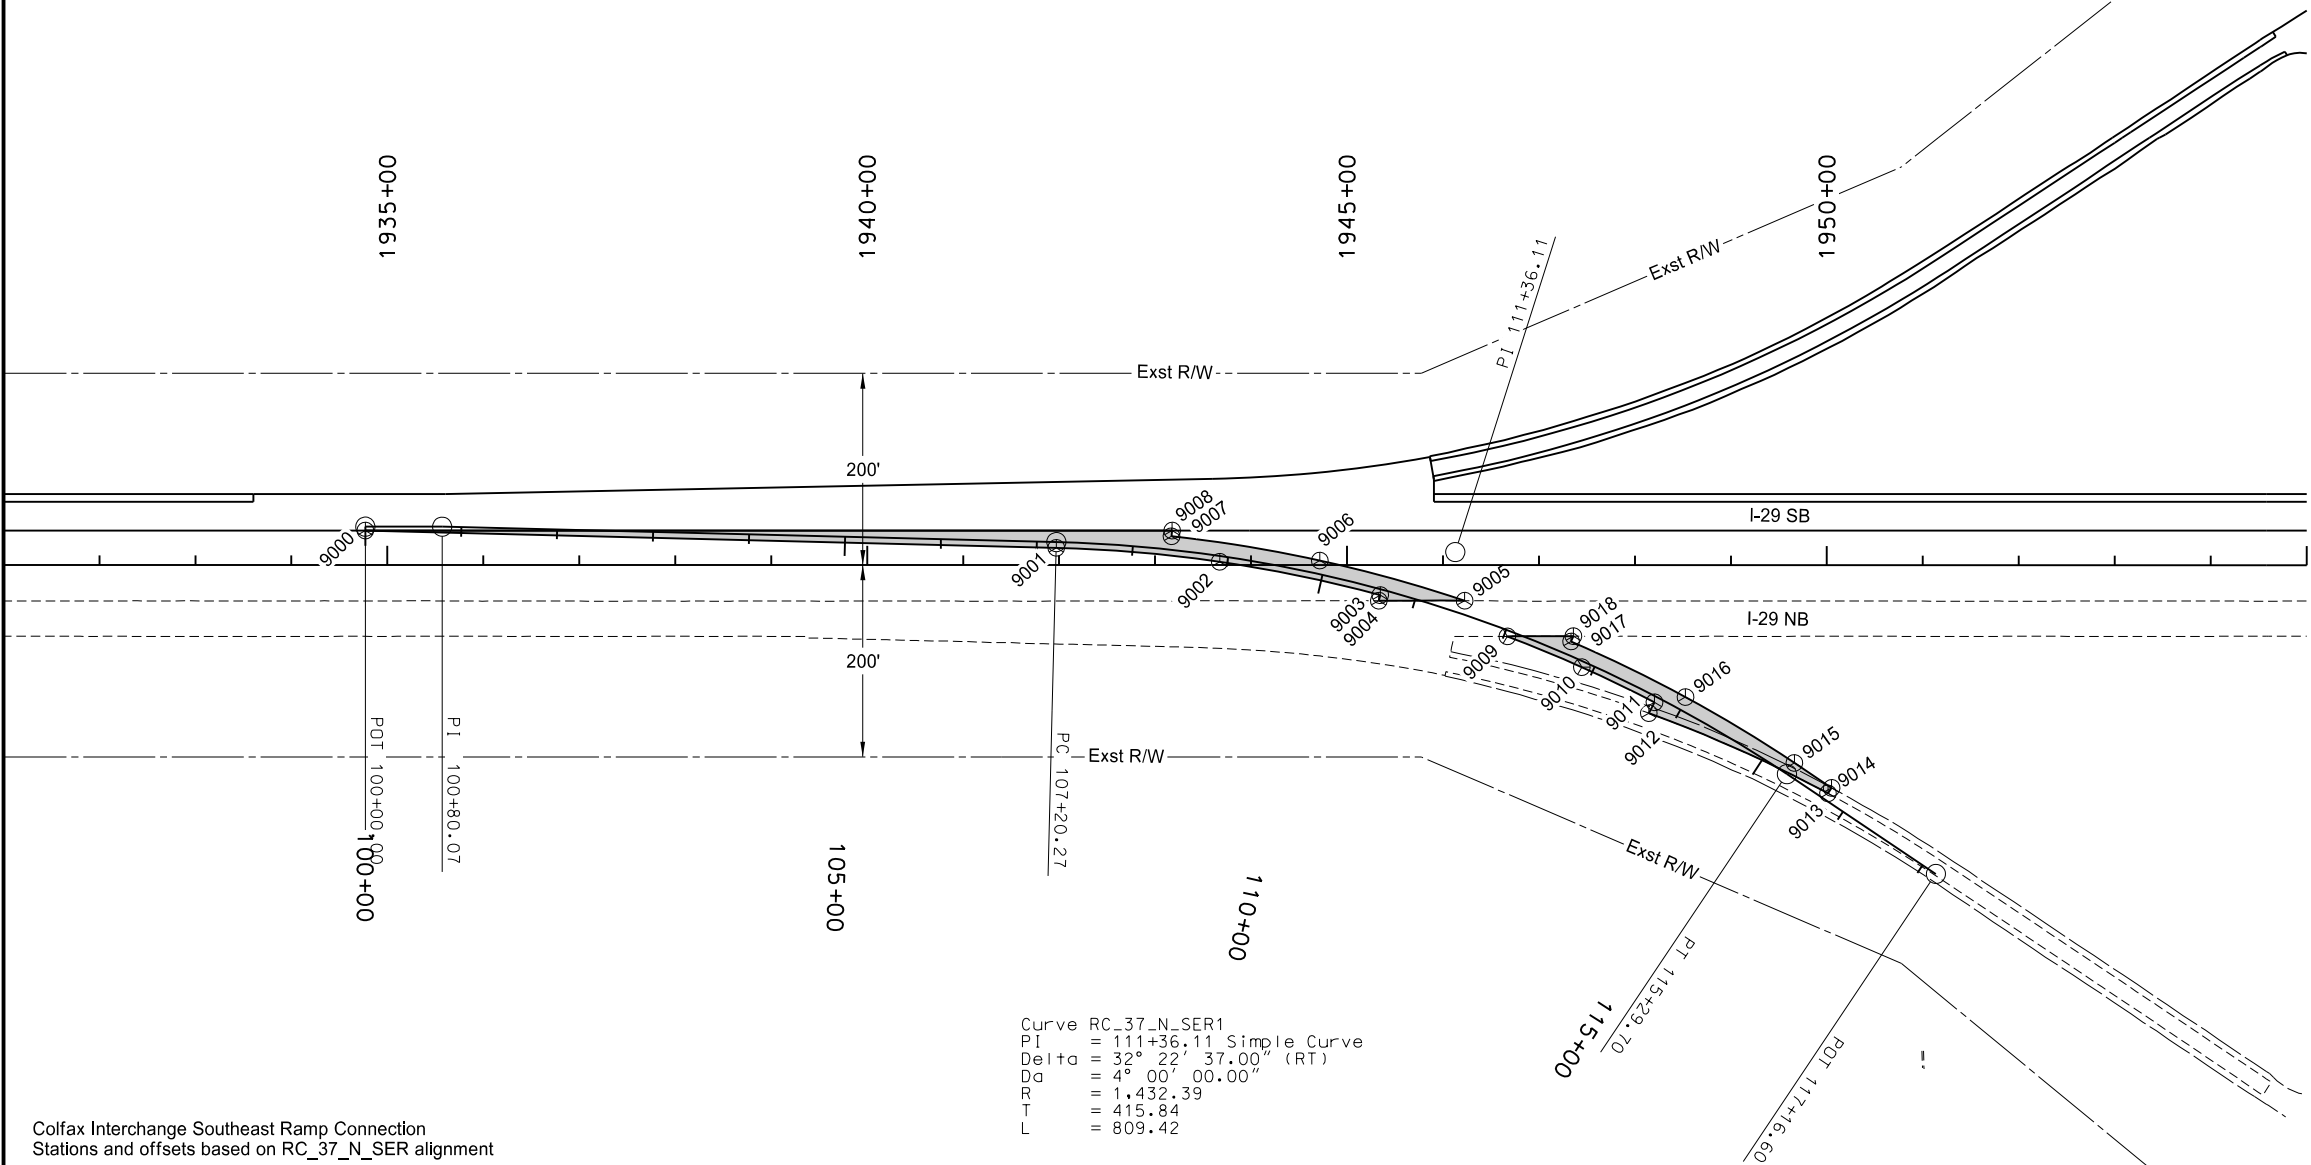 1935+00
1940+00
1945+00
1950+00
PI 111+36.11
Exst R/W
Exst R/W
200'
I-29 SB
9000
9001
9002
9003
9004
9005
9006
9007
9008
9009
9010
9011
9012
9013
9014
9015
9016
9017
9018
I-29 NB
200'
Exst R/W
Exst R/W
POT 100+00.00
PI 100+80.07
PC 107+20.27
PT 115+29.70
POT 117+16.60
100+00
105+00
110+00
115+00
Curve RC_37_N_SER1
PI = 111+36.11 Simple Curve
Delta = 32° 22' 37.00" (RT)
Da = 4° 00' 00.00"
R = 1,432.39
T = 415.84
L = 809.42
Colfax Interchange Southeast Ramp Connection
Stations and offsets based on RC_37_N_SER alignment